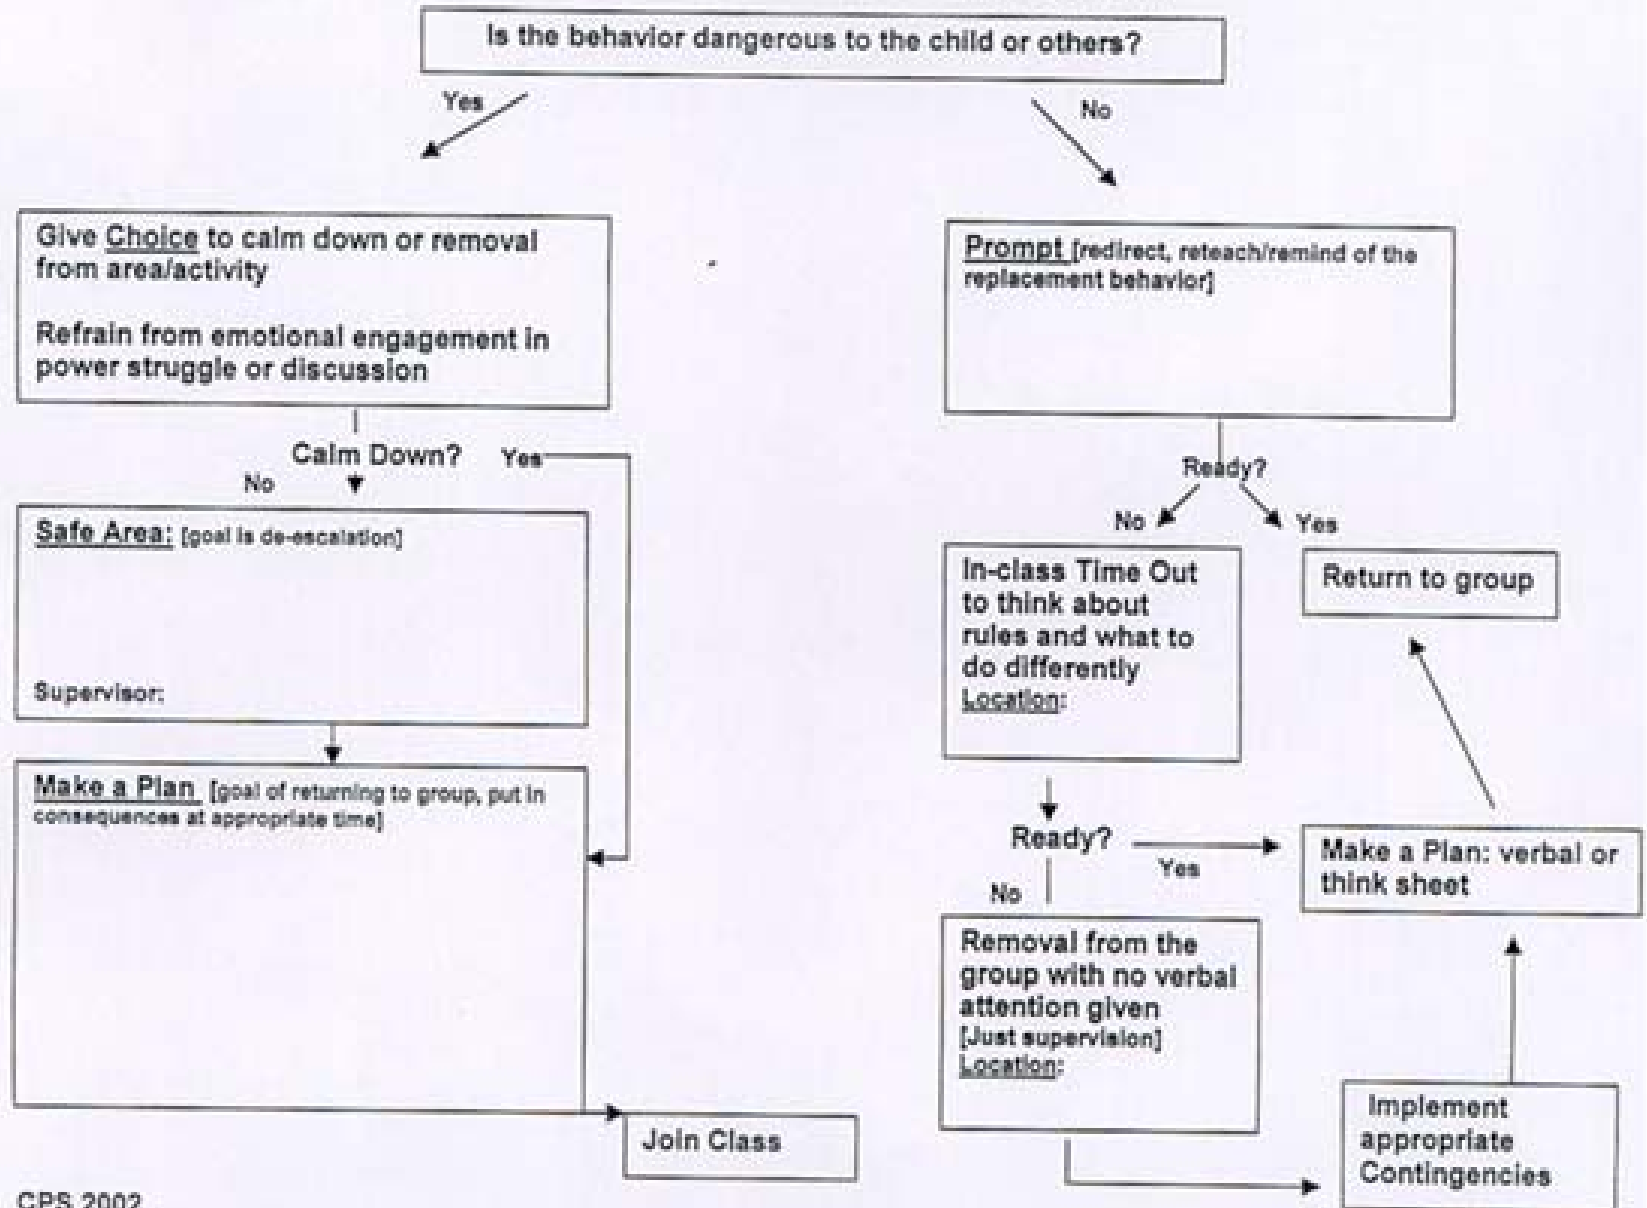 Is the behavior dangerous to the child or others?
Yes
No
Give Choice to calm down or removal
from area/activity
Refrain from emotional engagement in
power struggle or discussion
Prompt [redirect, reteach/remind of the
replacement behavior]
Calm Down? Yes
No
Ready?
No
Yes
Safe Area: [goal is de-escalation]
Supervisor:
In-class Time Out
to think about
rules and what to
do differently
Location:
Return to group
Make a Plan [goal of returning to group, put in
consequences at appropriate time]
Ready?
Yes
No
Make a Plan: verbal or
think sheet
Removal from the
group with no verbal
attention given
[Just supervision]
Location:
Join Class
Implement
appropriate
Contingencies
CPS 2002